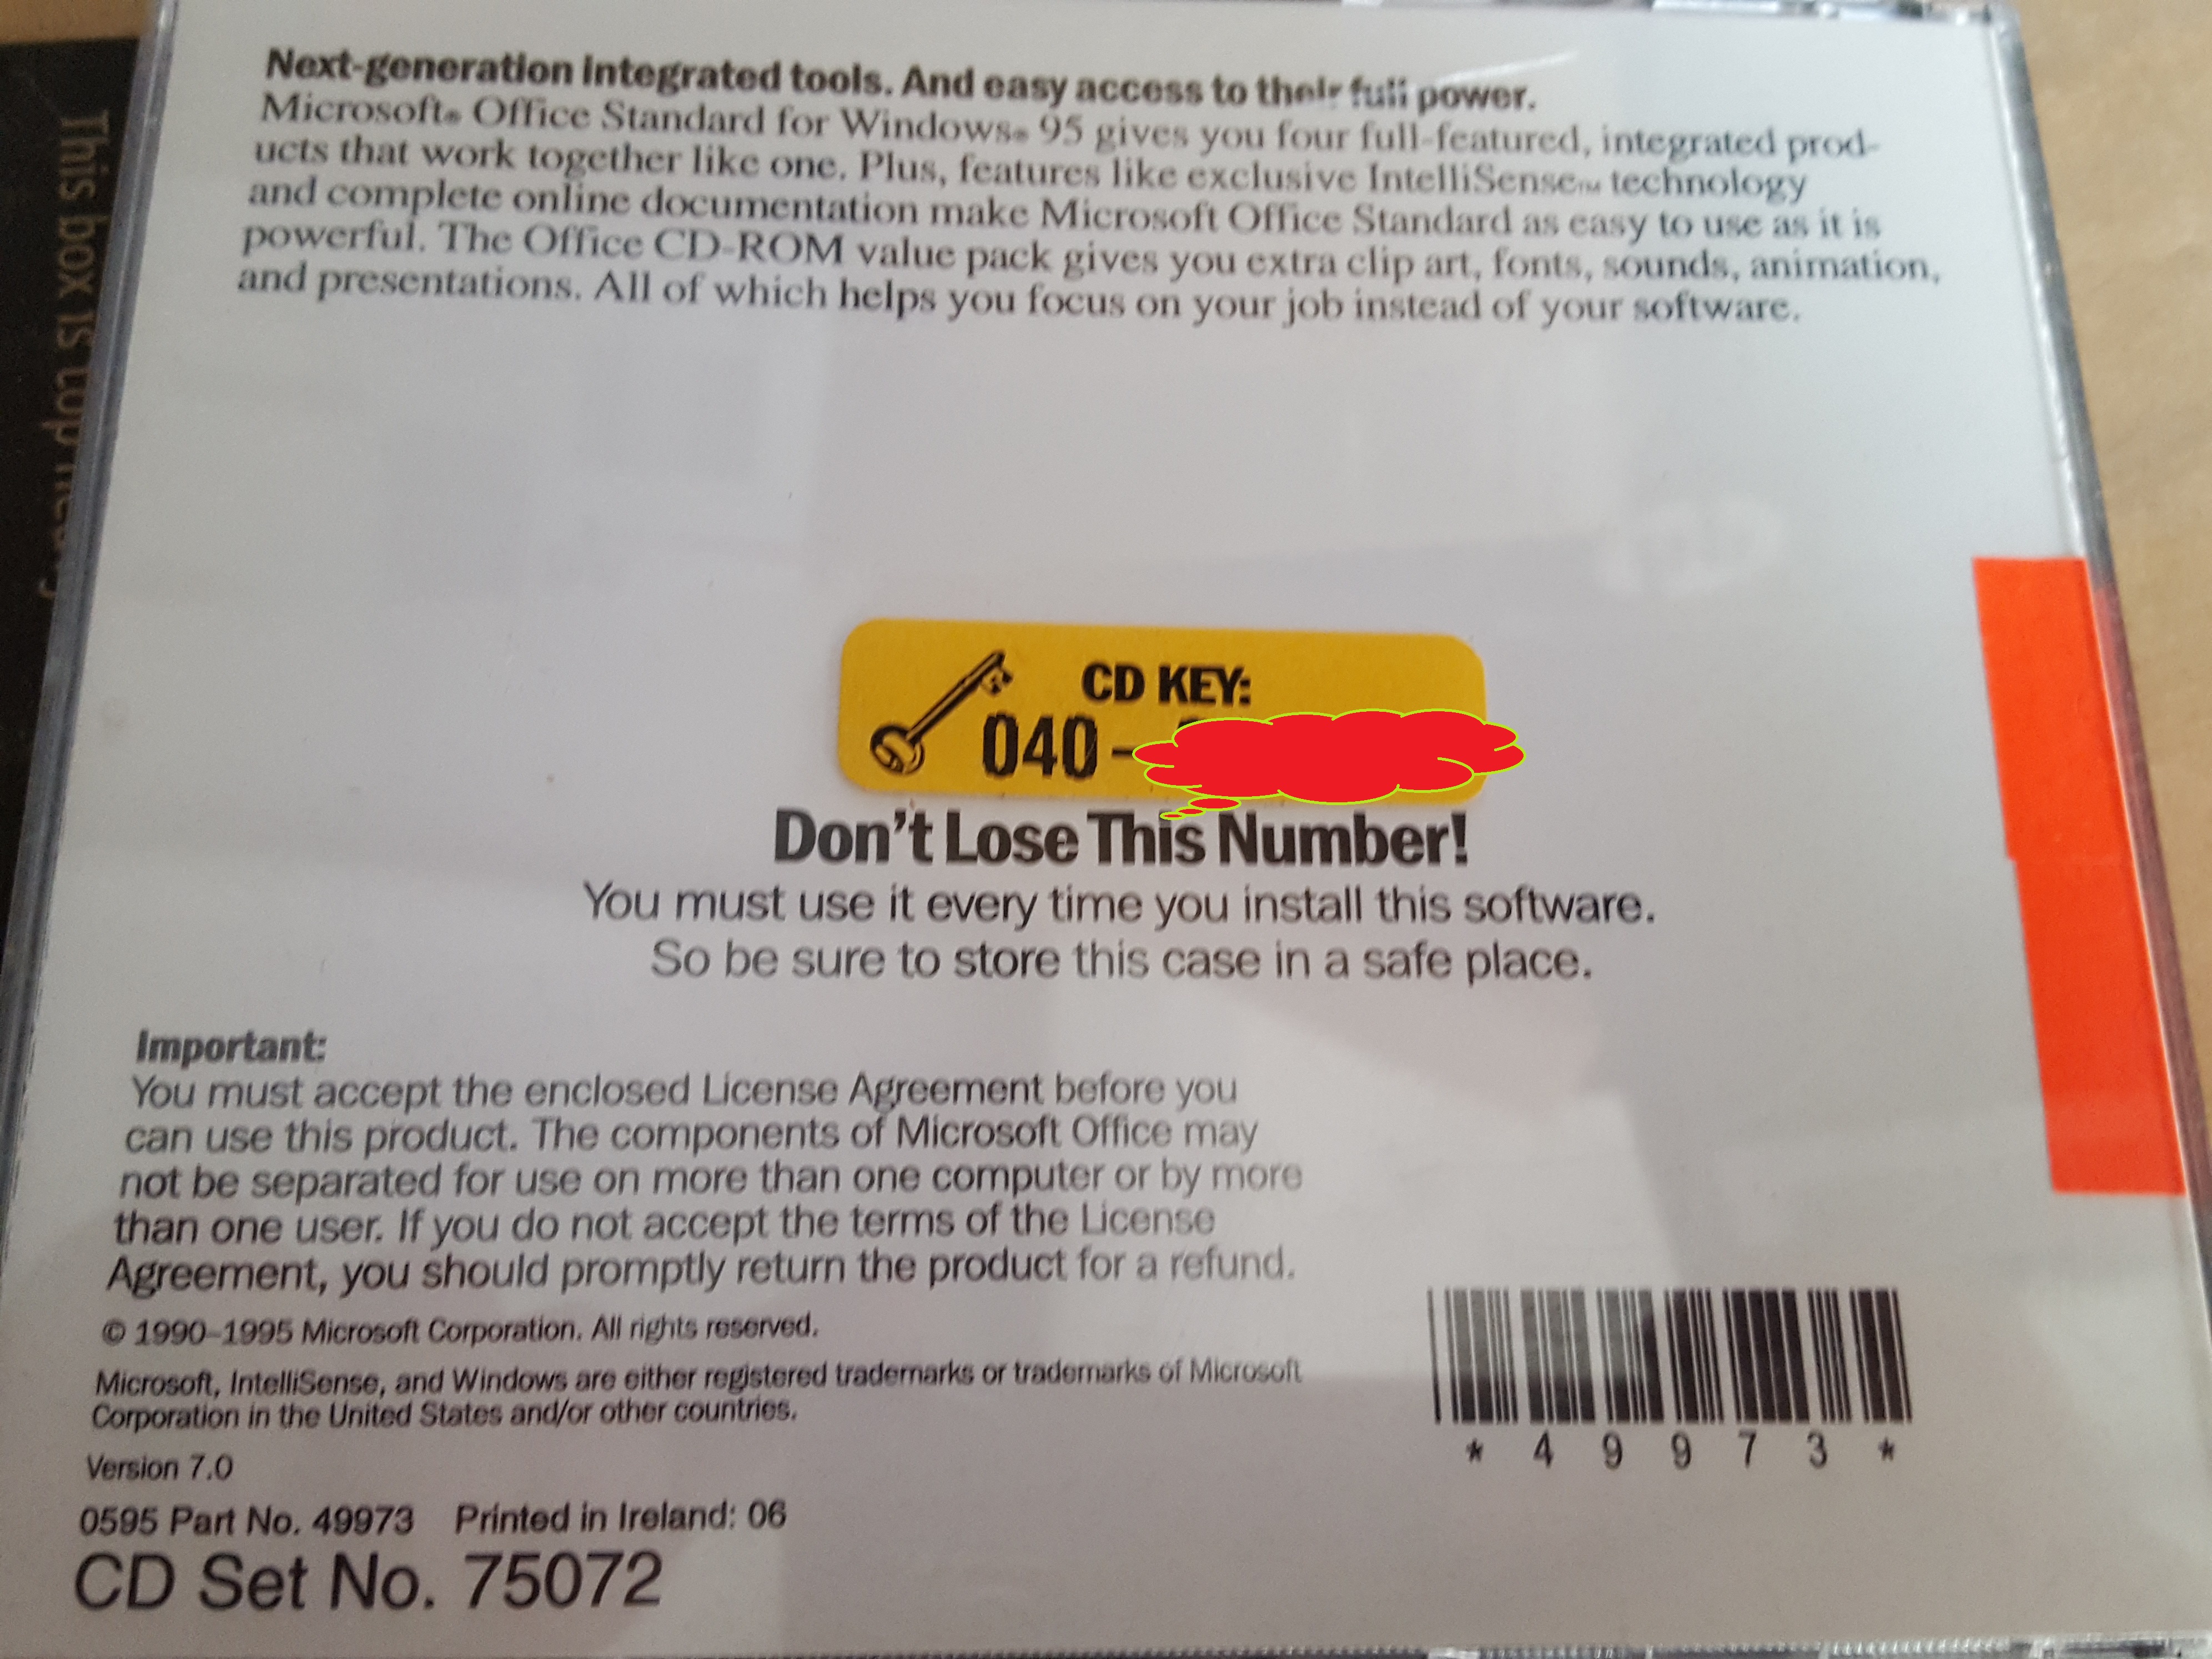 Next-generation integrated tools. And easy access to their full power.
Microsoft® Office Standard for Windows® 95 gives you four full-featured, integrated prod-
ucts that work together like one. Plus, features like exclusive IntelliSense™ technology
and complete online documentation make Microsoft Office Standard as easy to use as it is
powerful. The Office CD-ROM value pack gives you extra clip art, fonts, sounds, animation,
and presentations. All of which helps you focus on your job instead of your software.
CD KEY:
040-
Don't Lose This Number!
You must use it every time you install this software.
So be sure to store this case in a safe place.
Important:
You must accept the enclosed License Agreement before you
can use this product. The components of Microsoft Office may
not be separated for use on more than one computer or by more
than one user. If you do not accept the terms of the License
Agreement, you should promptly return the product for a refund.
© 1990–1995 Microsoft Corporation. All rights reserved.
Microsoft, IntelliSense, and Windows are either registered trademarks or trademarks of Microsoft
Corporation in the United States and/or other countries.
Version 7.0
0595 Part No. 49973 Printed in Ireland: 06
CD Set No. 75072
* 4 9 9 7 3 *
This box is